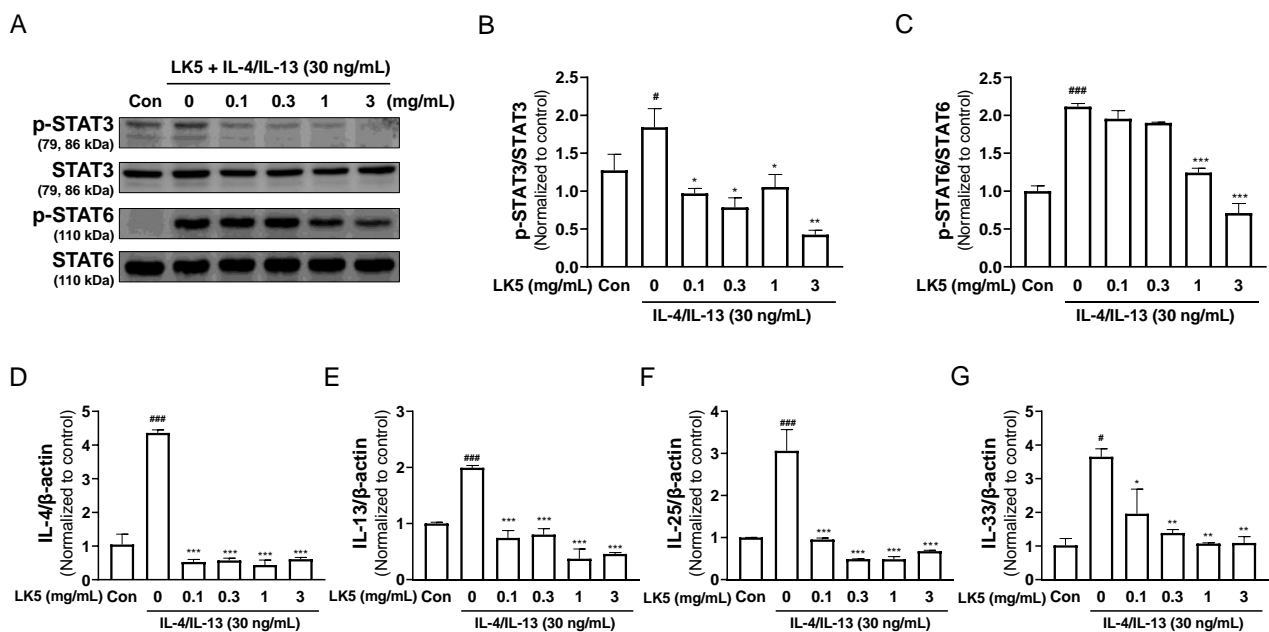 A
LK5 + IL-4/IL-13 (30 ng/mL)
Con 0 0.1 0.3 1 3 (mg/mL)
p-STAT3
(79, 86 kDa)
STAT3
(79, 86 kDa)
p-STAT6
(110 kDa)
STAT6
(110 kDa)
B
p-STAT3/STAT3
(Normalized to control)
2.5
2.0
1.5
1.0
0.5
0.0
#
*
*
*
**
LK5 (mg/mL) Con 0 0.1 0.3 1 3
IL-4/IL-13 (30 ng/mL)
C
p-STAT6/STAT6
(Normalized to control)
2.5
2.0
1.5
1.0
0.5
0.0
###
***
***
LK5 (mg/mL) Con 0 0.1 0.3 1 3
IL-4/IL-13 (30 ng/mL)
D
IL-4/β-actin
(Normalized to control)
5
4
3
2
1
0
###
***
***
***
***
LK5 (mg/mL) Con 0 0.1 0.3 1 3
IL-4/IL-13 (30 ng/mL)
E
IL-13/β-actin
(Normalized to control)
3
2
1
0
###
***
***
***
***
LK5 (mg/mL) Con 0 0.1 0.3 1 3
IL-4/IL-13 (30 ng/mL)
F
IL-25/β-actin
(Normalized to control)
4
3
2
1
0
###
***
***
***
***
LK5 (mg/mL) Con 0 0.1 0.3 1 3
IL-4/IL-13 (30 ng/mL)
G
IL-33/β-actin
(Normalized to control)
5
4
3
2
1
0
#
*
**
**
**
LK5 (mg/mL) Con 0 0.1 0.3 1 3
IL-4/IL-13 (30 ng/mL)